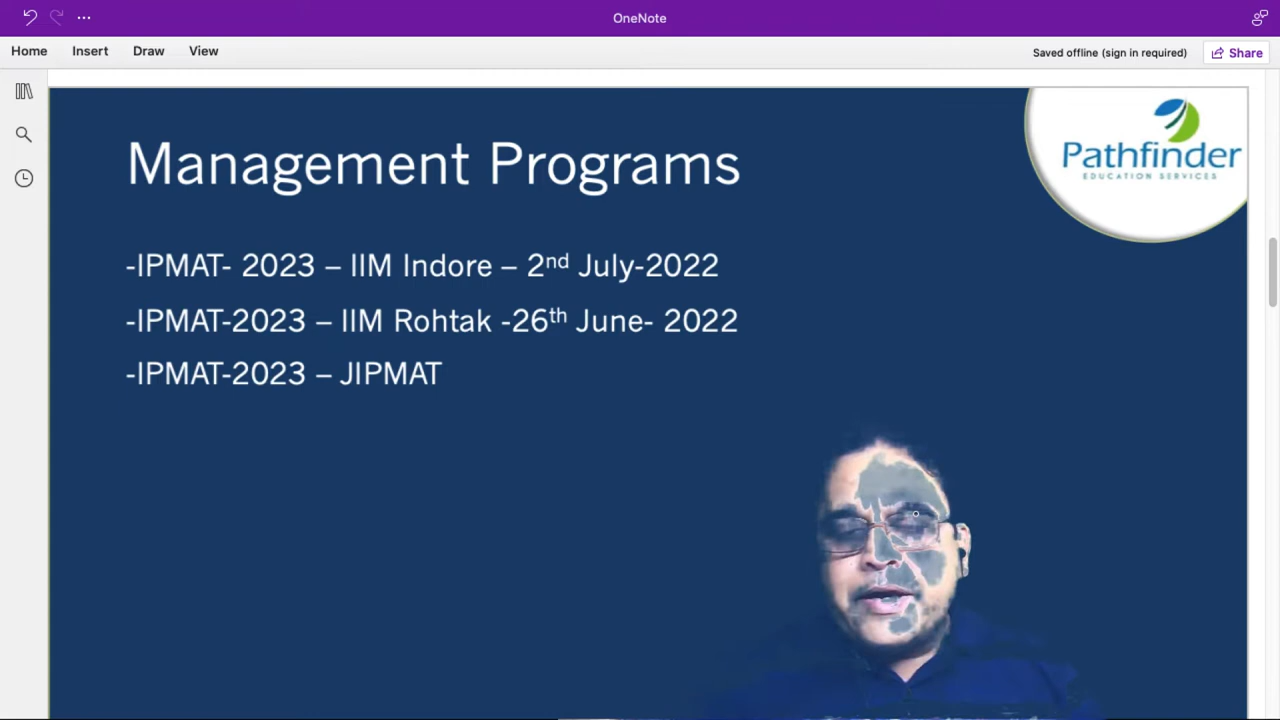 OneNote
Home Insert Draw View
Saved offline (sign in required) Share
Pathfinder
EDUCATION SERVICES
Management Programs
-IPMAT- 2023 – IIM Indore – 2nd July-2022
-IPMAT-2023 – IIM Rohtak -26th June- 2022
-IPMAT-2023 – JIPMAT